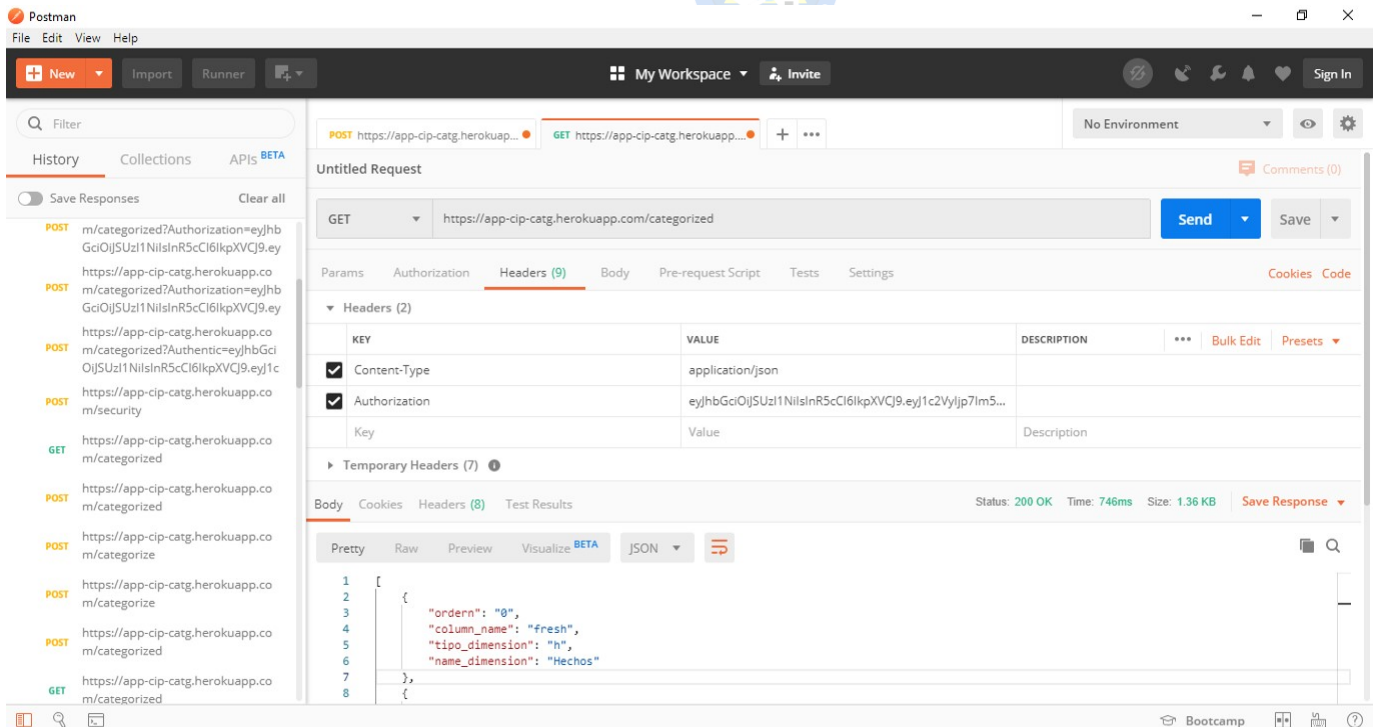 Postman
File Edit View Help
New Import Runner My Workspace Invite Sign In
Filter
History Collections APIs BETA
Save Responses Clear all
POST m/categorized?Authorization=eyJhb
GciOiJSUzI1NiIsInR5cCI6IkpXVCJ9.ey
https://app-cip-catg.herokuapp.co
POST m/categorized?Authorization=eyJhb
GciOiJSUzI1NiIsInR5cCI6IkpXVCJ9.ey
https://app-cip-catg.herokuapp.co
POST m/categorized?Authentic=eyJhbGci
OiJSUzI1NiIsInR5cCI6IkpXVCJ9.eyJ1c
https://app-cip-catg.herokuapp.co
POST m/security
https://app-cip-catg.herokuapp.co
GET m/categorized
https://app-cip-catg.herokuapp.co
POST m/categorized
https://app-cip-catg.herokuapp.co
POST m/categorize
https://app-cip-catg.herokuapp.co
POST m/categorize
https://app-cip-catg.herokuapp.co
POST m/categorized
https://app-cip-catg.herokuapp.co
GET m/categorized
POST https://app-cip-catg.herokuap... GET https://app-cip-catg.herokuapp.... No Environment
Untitled Request Comments (0)
GET https://app-cip-catg.herokuapp.com/categorized Send Save
Params Authorization Headers (9) Body Pre-request Script Tests Settings Cookies Code
Headers (2)
KEY VALUE DESCRIPTION Bulk Edit Presets
Content-Type application/json
Authorization eyJhbGciOiJSUzI1NiIsInR5cCI6IkpXVCJ9.eyJ1c2VyIjp7Im5...
Key Value Description
Temporary Headers (7)
Body Cookies Headers (8) Test Results Status: 200 OK Time: 746ms Size: 1.36 KB Save Response
Pretty Raw Preview Visualize BETA JSON
1 [
2 {
3 "ordern": "0",
4 "column_name": "fresh",
5 "tipo_dimension": "h",
6 "name_dimension": "Hechos"
7 },
8 {
Bootcamp